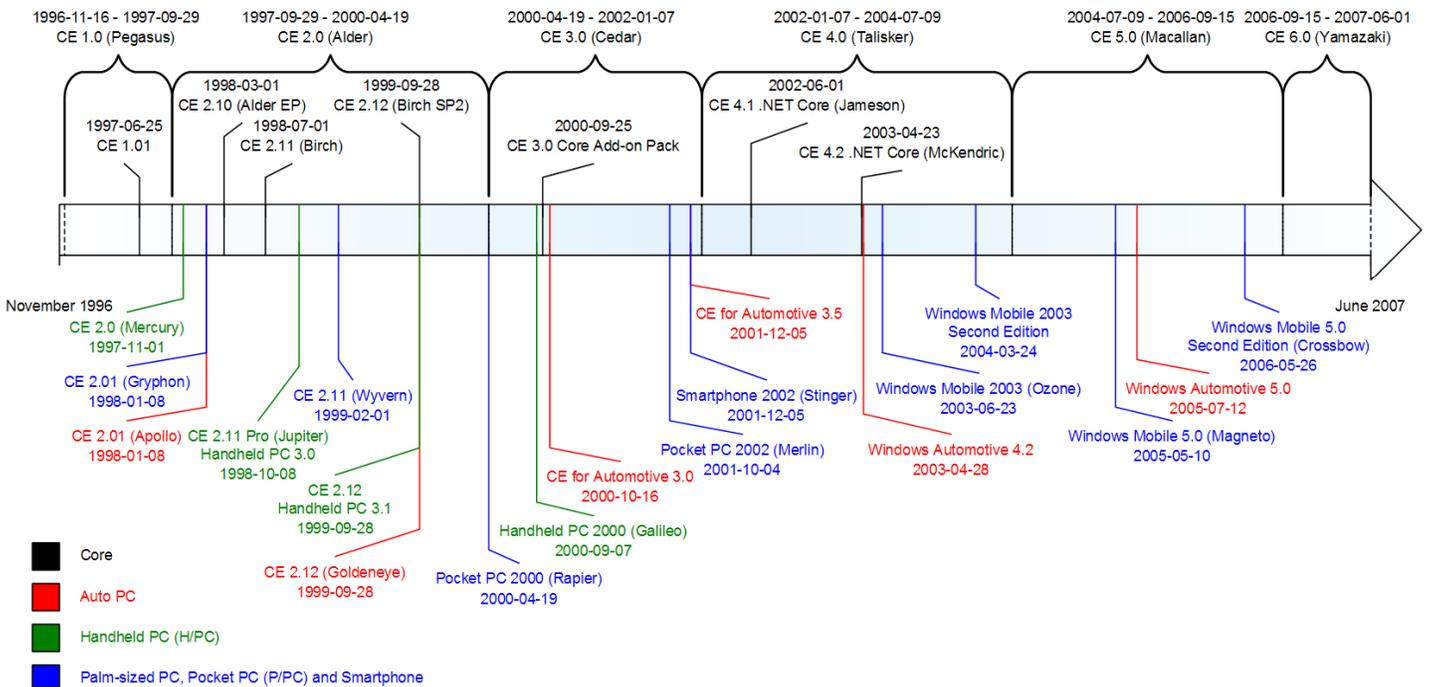 1996-11-16 - 1997-09-29
CE 1.0 (Pegasus)
1997-09-29 - 2000-04-19
CE 2.0 (Alder)
2000-04-19 - 2002-01-07
CE 3.0 (Cedar)
2002-01-07 - 2004-07-09
CE 4.0 (Talisker)
2004-07-09 - 2006-09-15
CE 5.0 (Macallan)
2006-09-15 - 2007-06-01
CE 6.0 (Yamazaki)
1997-06-25
CE 1.01
1998-03-01
CE 2.10 (Alder EP)
1998-07-01
CE 2.11 (Birch)
1999-09-28
CE 2.12 (Birch SP2)
2000-09-25
CE 3.0 Core Add-on Pack
2002-06-01
CE 4.1 .NET Core (Jameson)
2003-04-23
CE 4.2 .NET Core (McKendric)
November 1996
June 2007
CE 2.0 (Mercury)
1997-11-01
CE 2.01 (Gryphon)
1998-01-08
CE 2.01 (Apollo)
1998-01-08
CE 2.11 Pro (Jupiter)
Handheld PC 3.0
1998-10-08
CE 2.11 (Wyvern)
1999-02-01
CE 2.12
Handheld PC 3.1
1999-09-28
CE 2.12 (Goldeneye)
1999-09-28
Pocket PC 2000 (Rapier)
2000-04-19
Handheld PC 2000 (Galileo)
2000-09-07
CE for Automotive 3.0
2000-10-16
Pocket PC 2002 (Merlin)
2001-10-04
Smartphone 2002 (Stinger)
2001-12-05
CE for Automotive 3.5
2001-12-05
Windows Automotive 4.2
2003-04-28
Windows Mobile 2003 (Ozone)
2003-06-23
Windows Mobile 2003
Second Edition
2004-03-24
Windows Mobile 5.0 (Magneto)
2005-05-10
Windows Automotive 5.0
2005-07-12
Windows Mobile 5.0
Second Edition (Crossbow)
2006-05-26
Core
Auto PC
Handheld PC (H/PC)
Palm-sized PC, Pocket PC (P/PC) and Smartphone